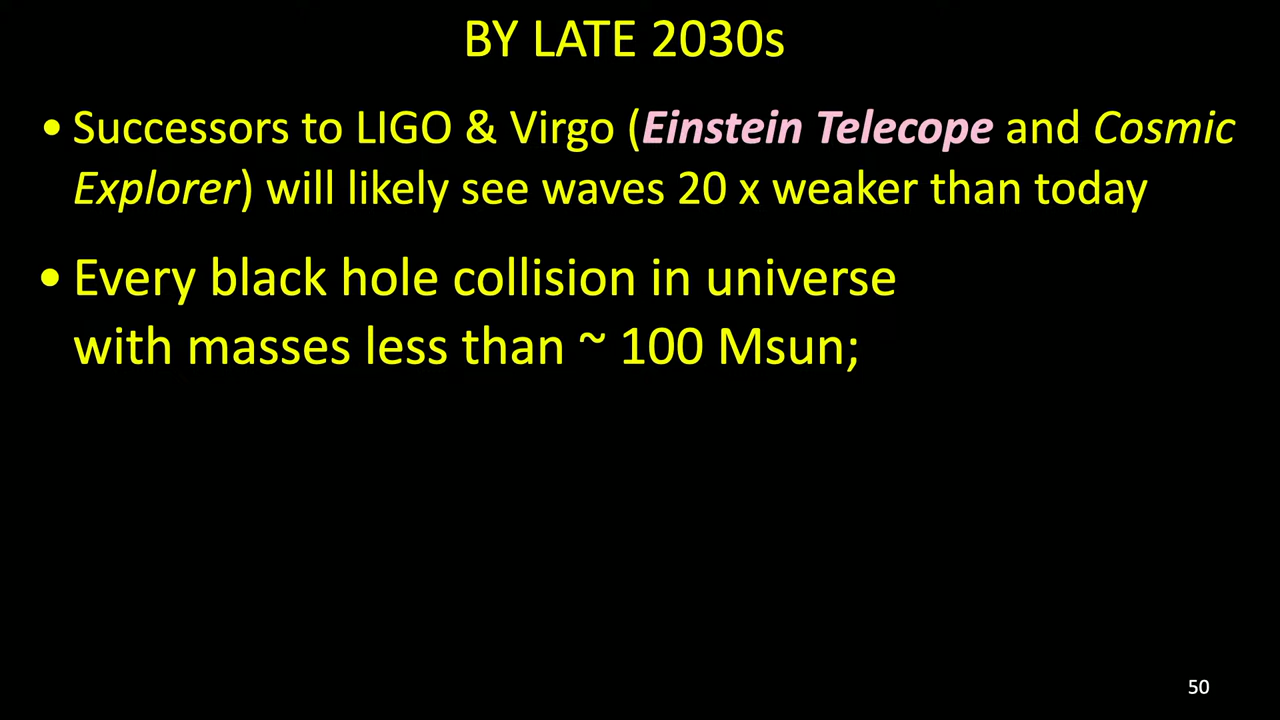 BY LATE 2030s
• Successors to LIGO & Virgo (Einstein Telecope and Cosmic
Explorer) will likely see waves 20 x weaker than today
• Every black hole collision in universe
with masses less than ~ 100 Msun;
50